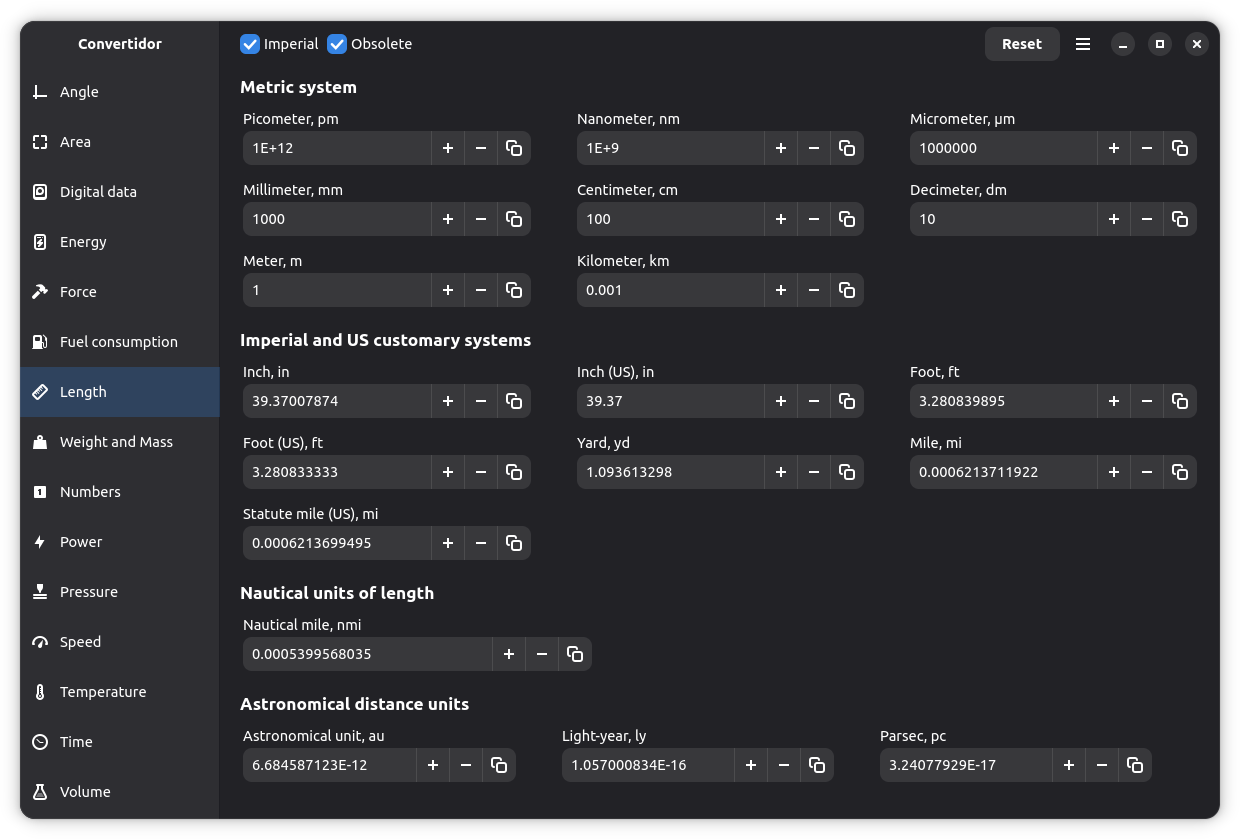 Convertidor
Imperial Obsolete Reset
Angle
Area
Digital data
Energy
Force
Fuel consumption
Length
Weight and Mass
Numbers
Power
Pressure
Speed
Temperature
Time
Volume
Metric system
Picometer, pm Nanometer, nm Micrometer, µm
1E+12 1E+9 1000000
Millimeter, mm Centimeter, cm Decimeter, dm
1000 100 10
Meter, m Kilometer, km
1 0.001
Imperial and US customary systems
Inch, in Inch (US), in Foot, ft
39.37007874 39.37 3.280839895
Foot (US), ft Yard, yd Mile, mi
3.280833333 1.093613298 0.0006213711922
Statute mile (US), mi
0.0006213699495
Nautical units of length
Nautical mile, nmi
0.0005399568035
Astronomical distance units
Astronomical unit, au Light-year, ly Parsec, pc
6.684587123E-12 1.057000834E-16 3.24077929E-17